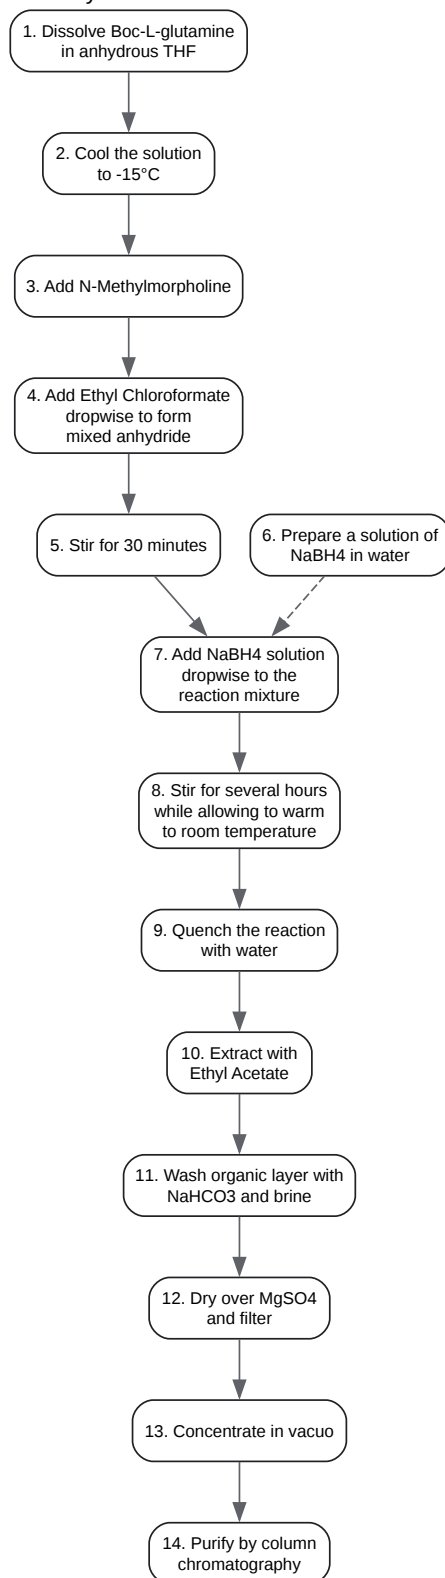 1. Dissolve Boc-L-glutamine
in anhydrous THF
2. Cool the solution
to -15°C
3. Add N-Methylmorpholine
4. Add Ethyl Chloroformate
dropwise to form
mixed anhydride
5. Stir for 30 minutes
6. Prepare a solution of
NaBH4 in water
7. Add NaBH4 solution
dropwise to the
reaction mixture
8. Stir for several hours
while allowing to warm
to room temperature
9. Quench the reaction
with water
10. Extract with
Ethyl Acetate
11. Wash organic layer with
NaHCO3 and brine
12. Dry over MgSO4
and filter
13. Concentrate in vacuo
14. Purify by column
chromatography